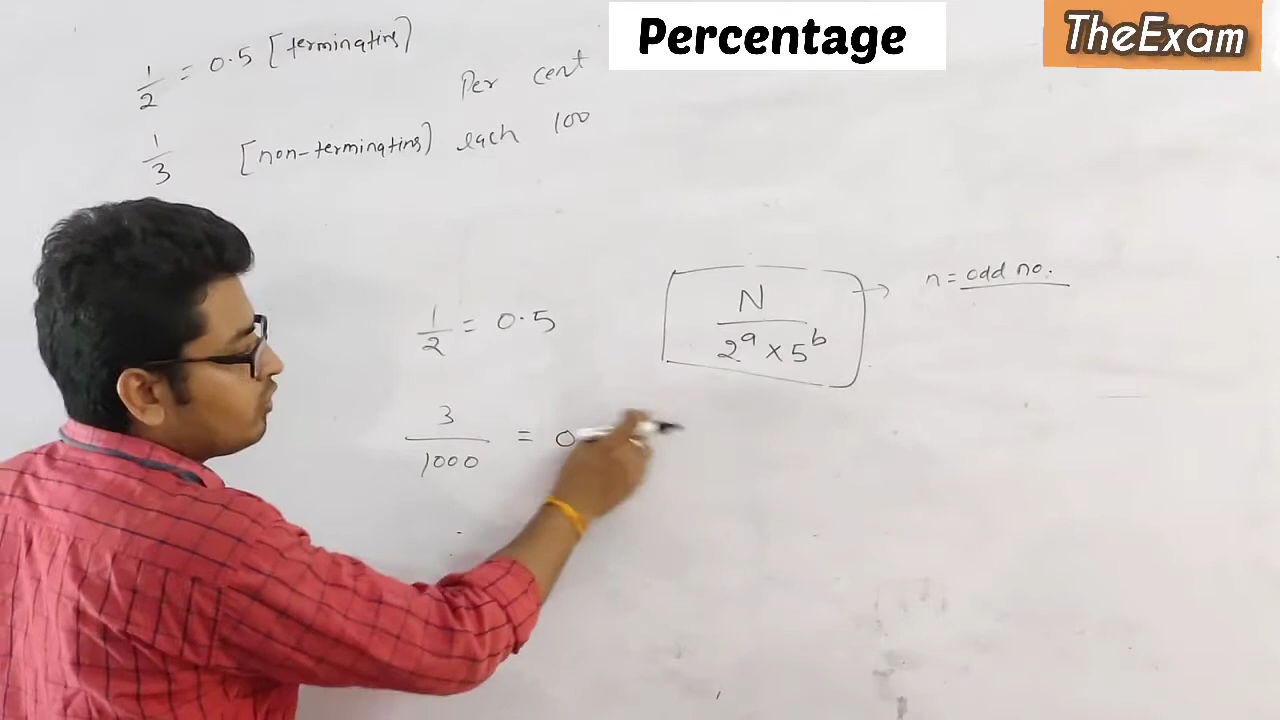 Percentage
TheExam
1/2 = 0.5 [terminating]
Per cent
1/3 [non-terminating]
each 100
1/2 = 0.5
N/2^a × 5^b → n = odd no.
3/1000 = 0